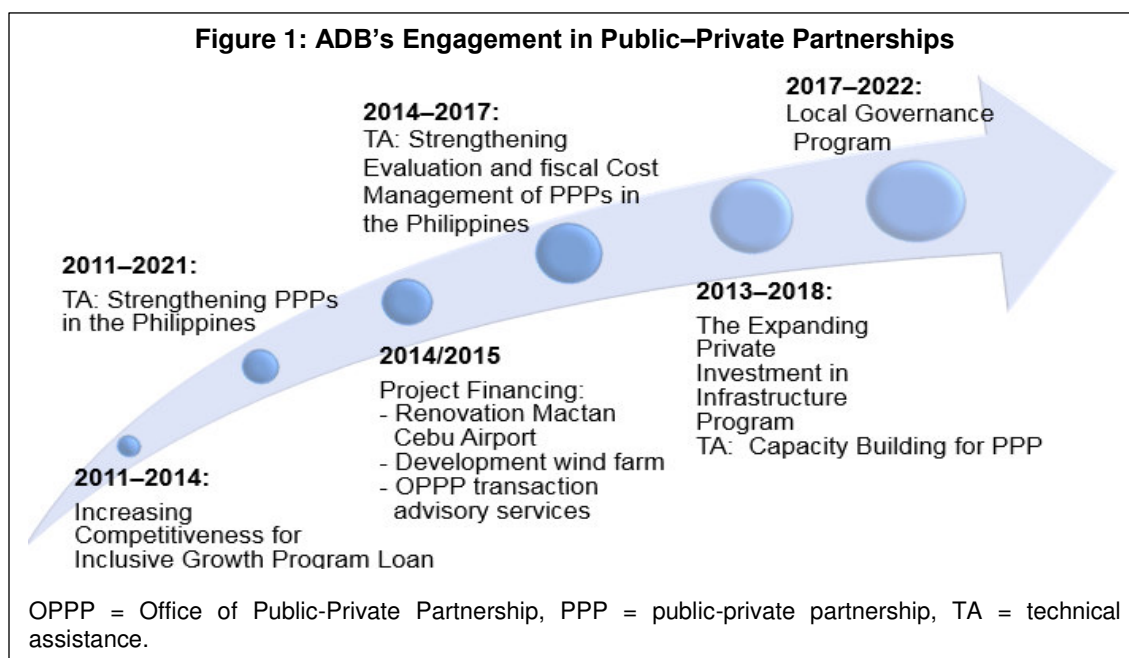 Figure 1: ADB's Engagement in Public–Private Partnerships
2017–2022:
Local Governance
Program
2014–2017:
TA: Strengthening
Evaluation and fiscal Cost
Management of PPPs in
the Philippines
2011–2021:
TA: Strengthening PPPs
in the Philippines
2013–2018:
The Expanding
Private
Investment in
Infrastructure
Program
TA: Capacity Building for PPP
2014/2015
Project Financing:
- Renovation Mactan
Cebu Airport
- Development wind farm
- OPPP transaction
advisory services
2011–2014:
Increasing
Competitiveness for
Inclusive Growth Program Loan
OPPP = Office of Public-Private Partnership, PPP = public-private partnership, TA = technical
assistance.